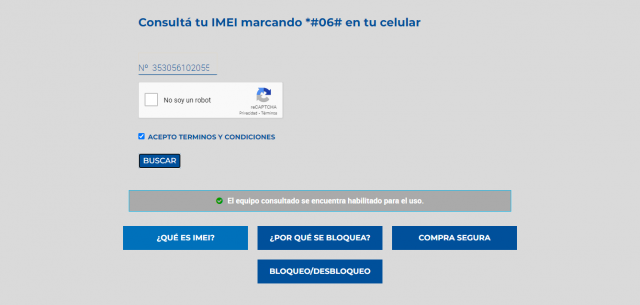 Consultá tu IMEI marcando *#06# en tu celular
Nº 353056102055
No soy un robot
reCAPTCHA
Privacidad - Términos
ACEPTO TERMINOS Y CONDICIONES
BUSCAR
El equipo consultado se encuentra habilitado para el uso.
¿QUÉ ES IMEI?
¿POR QUÉ SE BLOQUEA?
COMPRA SEGURA
BLOQUEO/DESBLOQUEO